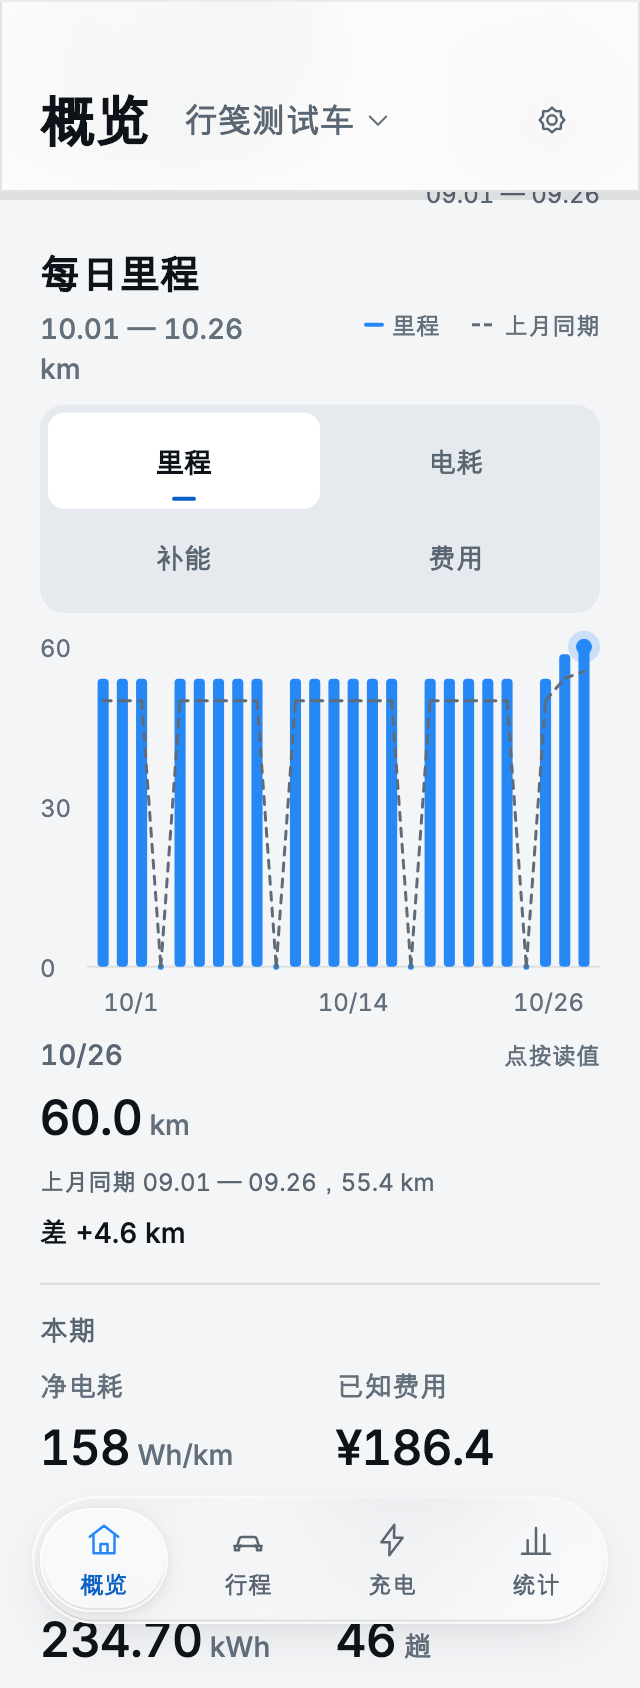 概览 行笺测试车
09.01 — 09.26
每日里程
10.01 — 10.26
km
里程 上月同期
里程 电耗
补能 费用
60
30
0
10/1 10/14 10/26
10/26 点按读值
60.0 km
上月同期 09.01 — 09.26，55.4 km
差 +4.6 km
本期
净电耗 已知费用
158 Wh/km ¥186.4
概览 行程 充电 统计
234.70 kWh 46 趟